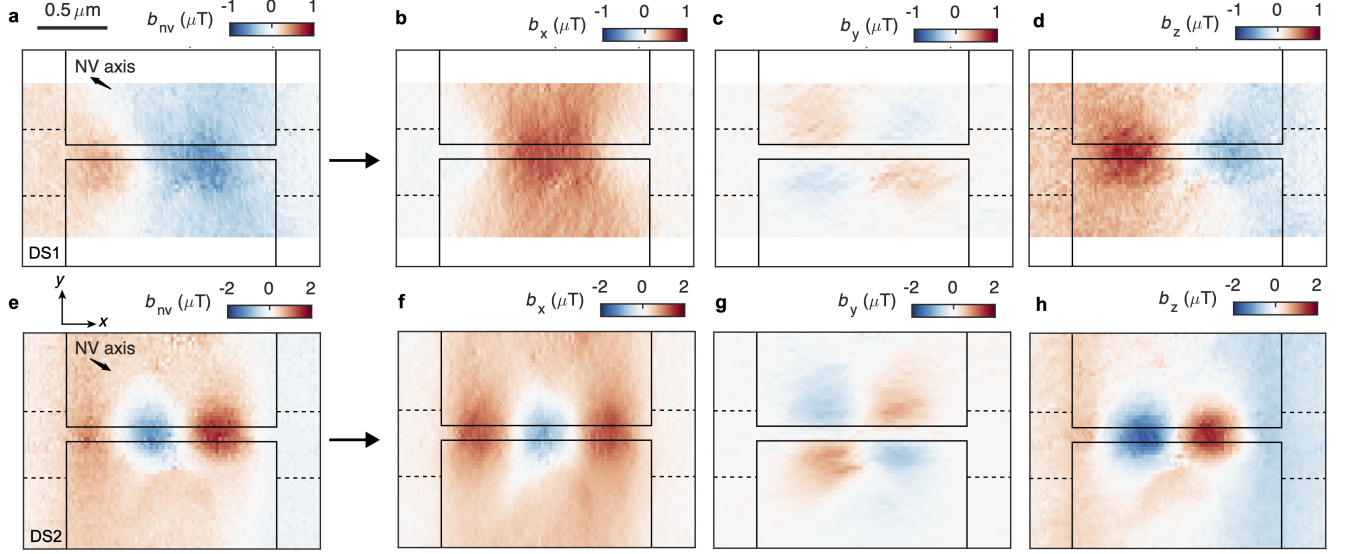 a 0.5 μm b_nv (μT) -1 0 1
b b_x (μT) -1 0 1
c b_y (μT) -1 0 1
d b_z (μT) -1 0 1
NV axis
DS1
y
x
e b_nv (μT) -2 0 2
f b_x (μT) -2 0 2
g b_y (μT) -2 0 2
h b_z (μT) -2 0 2
NV axis
DS2